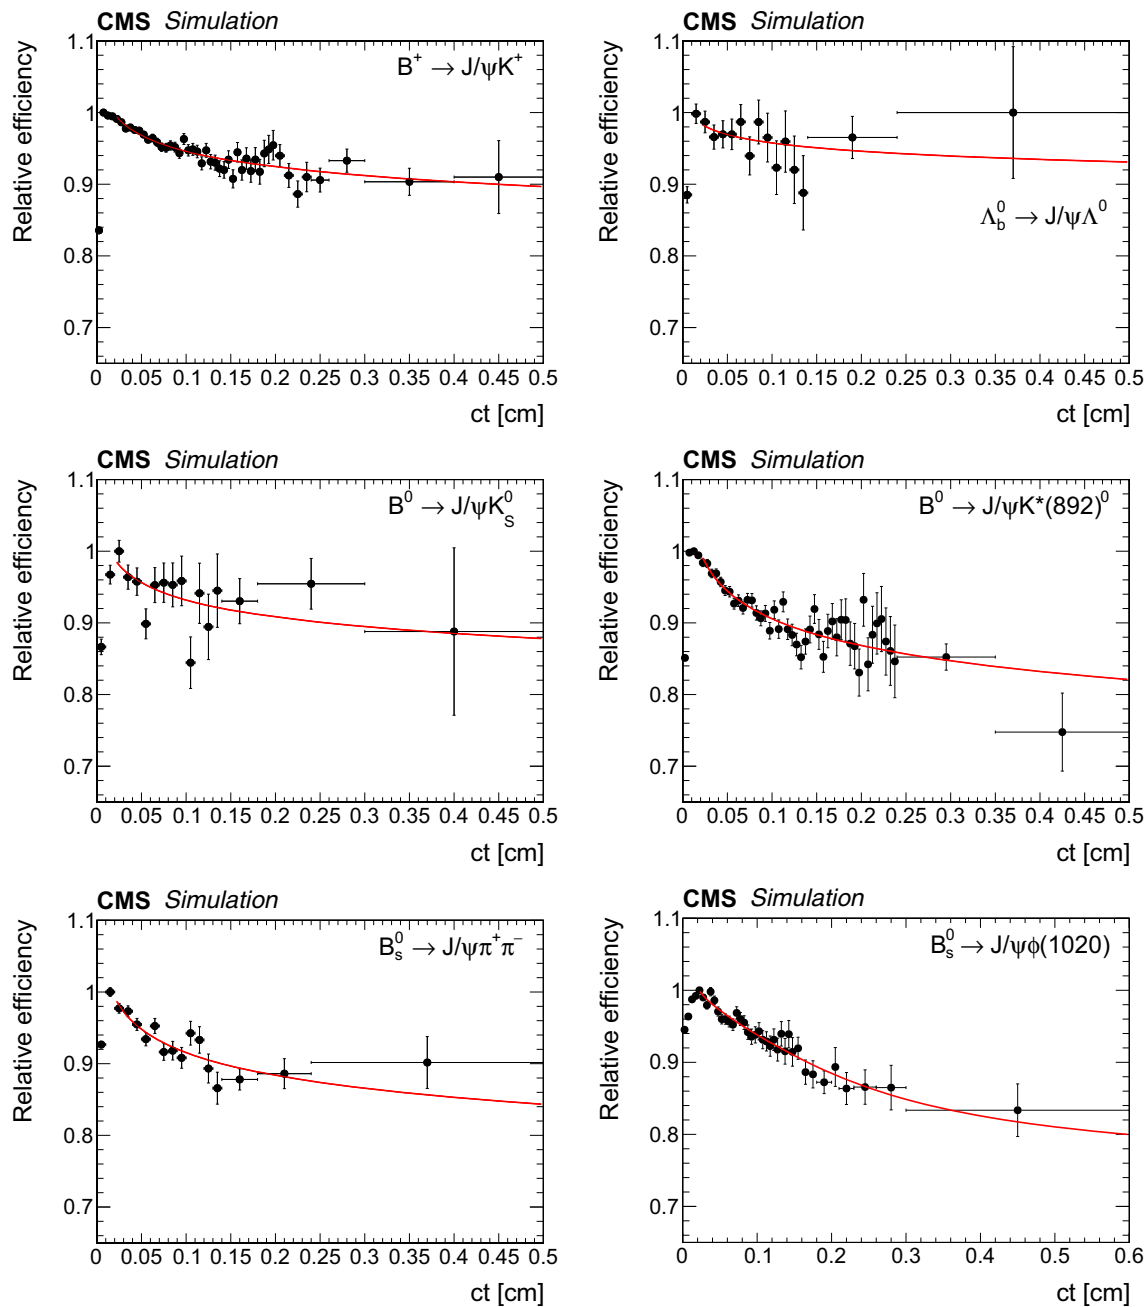 CMS Simulation
Relative efficiency
B⁺ → J/ψK⁺
1.1
1
0.9
0.8
0.7
0 0.05 0.1 0.15 0.2 0.25 0.3 0.35 0.4 0.45 0.5
ct [cm]
CMS Simulation
Relative efficiency
1.1
1
0.9
0.8
0.7
Λ_b⁰ → J/ψΛ⁰
0 0.05 0.1 0.15 0.2 0.25 0.3 0.35 0.4 0.45 0.5
ct [cm]
CMS Simulation
Relative efficiency
B⁰ → J/ψK_S⁰
1.1
1
0.9
0.8
0.7
0 0.05 0.1 0.15 0.2 0.25 0.3 0.35 0.4 0.45 0.5
ct [cm]
CMS Simulation
Relative efficiency
B⁰ → J/ψK*(892)⁰
1.1
1
0.9
0.8
0.7
0 0.05 0.1 0.15 0.2 0.25 0.3 0.35 0.4 0.45 0.5
ct [cm]
CMS Simulation
Relative efficiency
B_s⁰ → J/ψπ⁺π⁻
1.1
1
0.9
0.8
0.7
0 0.05 0.1 0.15 0.2 0.25 0.3 0.35 0.4 0.45 0.5
ct [cm]
CMS Simulation
Relative efficiency
B_s⁰ → J/ψϕ(1020)
1.1
1
0.9
0.8
0.7
0 0.1 0.2 0.3 0.4 0.5 0.6
ct [cm]